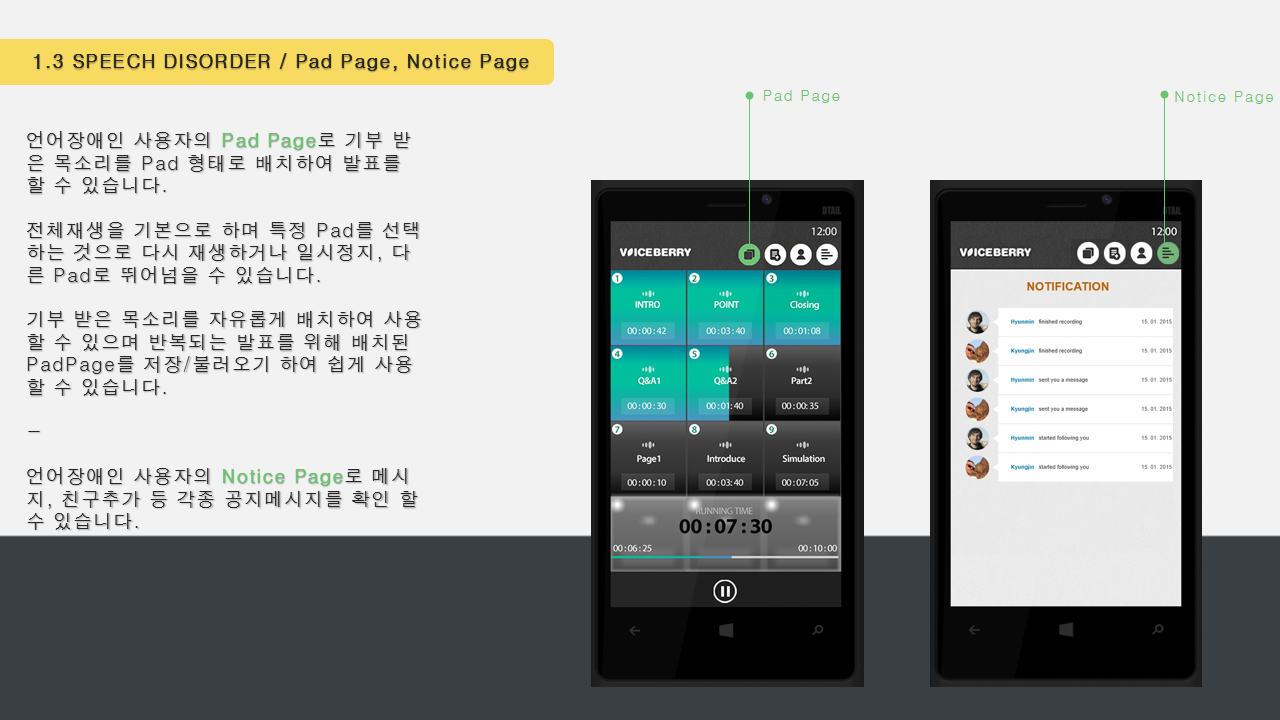 1.3 SPEECH DISORDER / Pad Page, Notice Page
Pad Page
Notice Page
언어장애인 사용자의 Pad Page로 기부 받
은 목소리를 Pad 형태로 배치하여 발표를
할 수 있습니다.
전체재생을 기본으로 하며 특정 Pad를 선택
하는 것으로 다시 재생하거나 일시정지, 다
른 Pad로 뛰어넘을 수 있습니다.
기부 받은 목소리를 자유롭게 배치하여 사용
할 수 있으며 반복되는 발표를 위해 배치된
PadPage를 저장/불러오기 하여 쉽게 사용
할 수 있습니다.
–
언어장애인 사용자의 Notice Page로 메시
지, 친구추가 등 각종 공지메시지를 확인 할
수 있습니다.
DTAIL
12:00
VOICEBERRY
1 2 3
INTRO POINT Closing
00:00:42 00:03:40 00:01:08
4 5 6
Q&A1 Q&A2 Part2
00:00:30 00:01:40 00:00:35
7 8 9
Page1 Introduce Simulation
00:00:10 00:03:40 00:07:05
RUNNING TIME
00:07:30
00:06:25 00:10:00
DTAIL
12:00
VOICEBERRY
NOTIFICATION
Hyunmin finished recording 15. 01. 2015
Kyungjin finished recording 15. 01. 2015
Hyunmin sent you a message 15. 01. 2015
Kyungjin sent you a message 15. 01. 2015
Hyunmin started following you 15. 01. 2015
Kyungjin started following you 15. 01. 2015